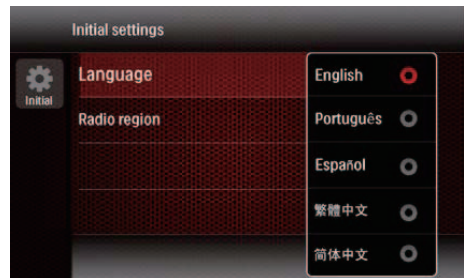 Initial settings
Initial
Language
Radio region
English
Português
Español
繁體中文
简体中文